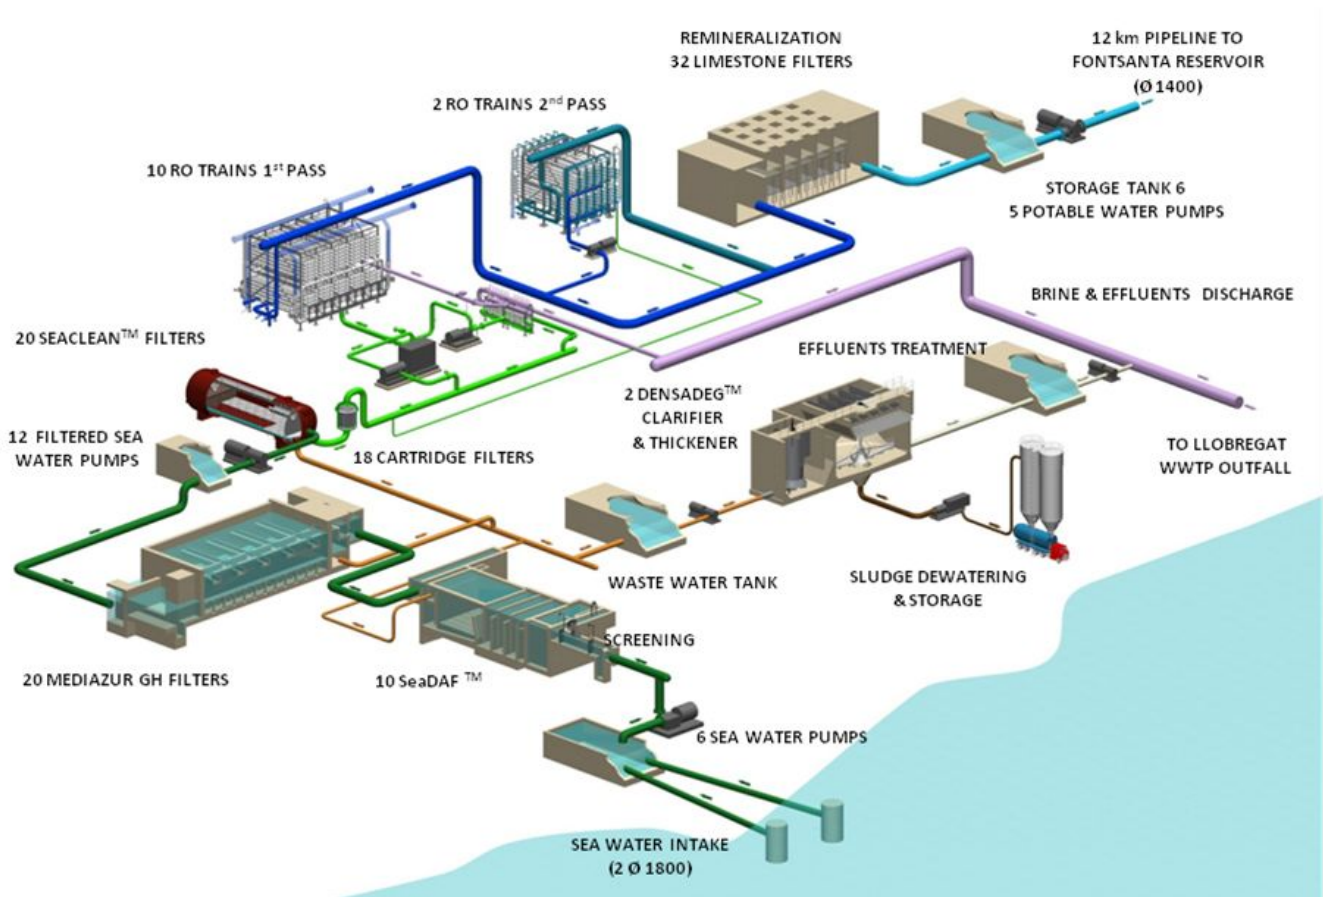 REMINERALIZATION
32 LIMESTONE FILTERS
12 km PIPELINE TO
FONTSANTA RESERVOIR
(Ø 1400)
2 RO TRAINS 2nd PASS
10 RO TRAINS 1st PASS
STORAGE TANK 6
5 POTABLE WATER PUMPS
BRINE & EFFLUENTS DISCHARGE
20 SEACLEAN™ FILTERS
EFFLUENTS TREATMENT
2 DENSADEG™
CLARIFIER
& THICKENER
12 FILTERED SEA
WATER PUMPS
18 CARTRIDGE FILTERS
TO LLOBREGAT
WWTP OUTFALL
WASTE WATER TANK
SLUDGE DEWATERING
& STORAGE
SCREENING
20 MEDIAZUR GH FILTERS
10 SeaDAF ™
6 SEA WATER PUMPS
SEA WATER INTAKE
(2 Ø 1800)